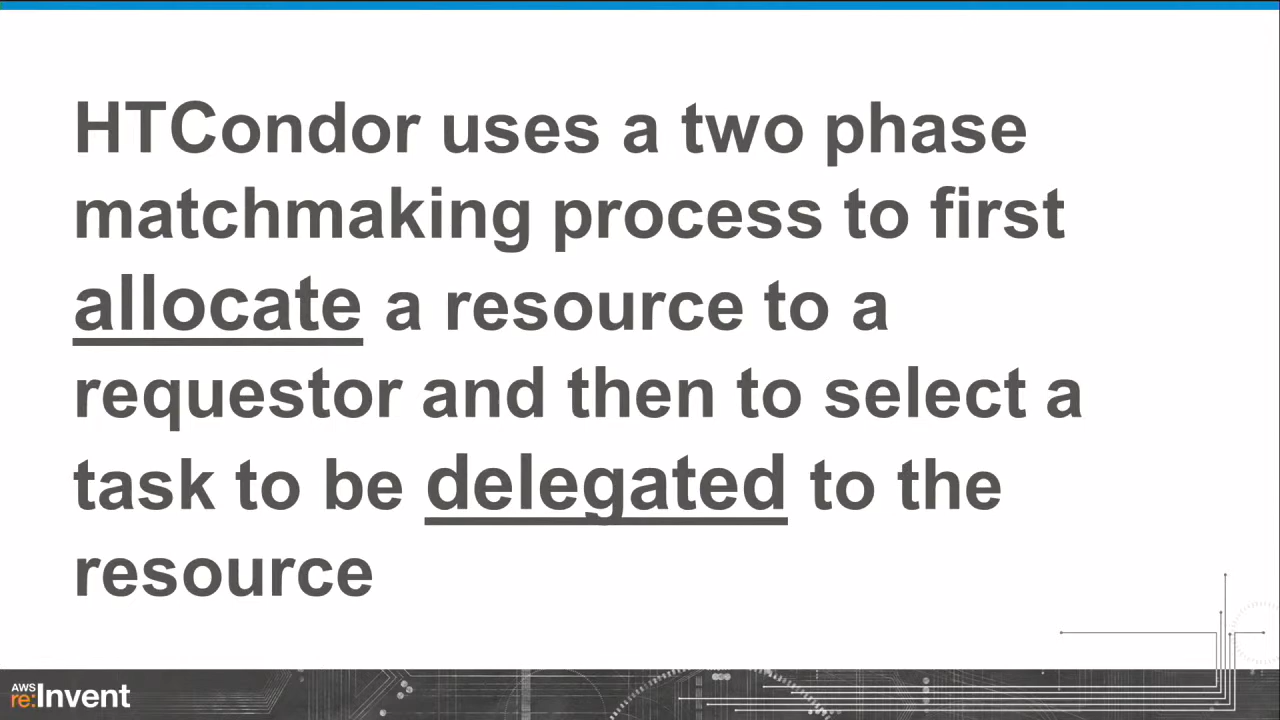 HTCondor uses a two phase
matchmaking process to first
allocate a resource to a
requestor and then to select a
task to be delegated to the
resource
AWS
re:Invent